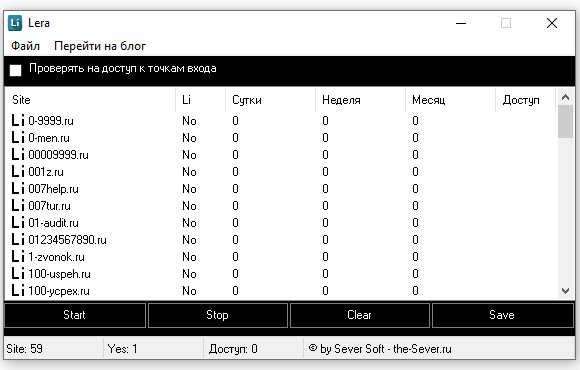 Li Lera
Файл Перейти на блог
Проверять на доступ к точкам входа
Site Li Сутки Неделя Месяц Доступ
Li 0-9999.ru No 0 0 0
Li 0-men.ru No 0 0 0
Li 00009999.ru No 0 0 0
Li 001z.ru No 0 0 0
Li 007help.ru No 0 0 0
Li 007tur.ru No 0 0 0
Li 01-audit.ru No 0 0 0
Li 01234567890.ru No 0 0 0
Li 1-zvonok.ru No 0 0 0
Li 100-uspeh.ru No 0 0 0
Li 100-ycpex.ru No 0 0 0
Start Stop Clear Save
Site: 59 Yes: 1 Доступ: 0 © by Sever Soft - the-Sever.ru